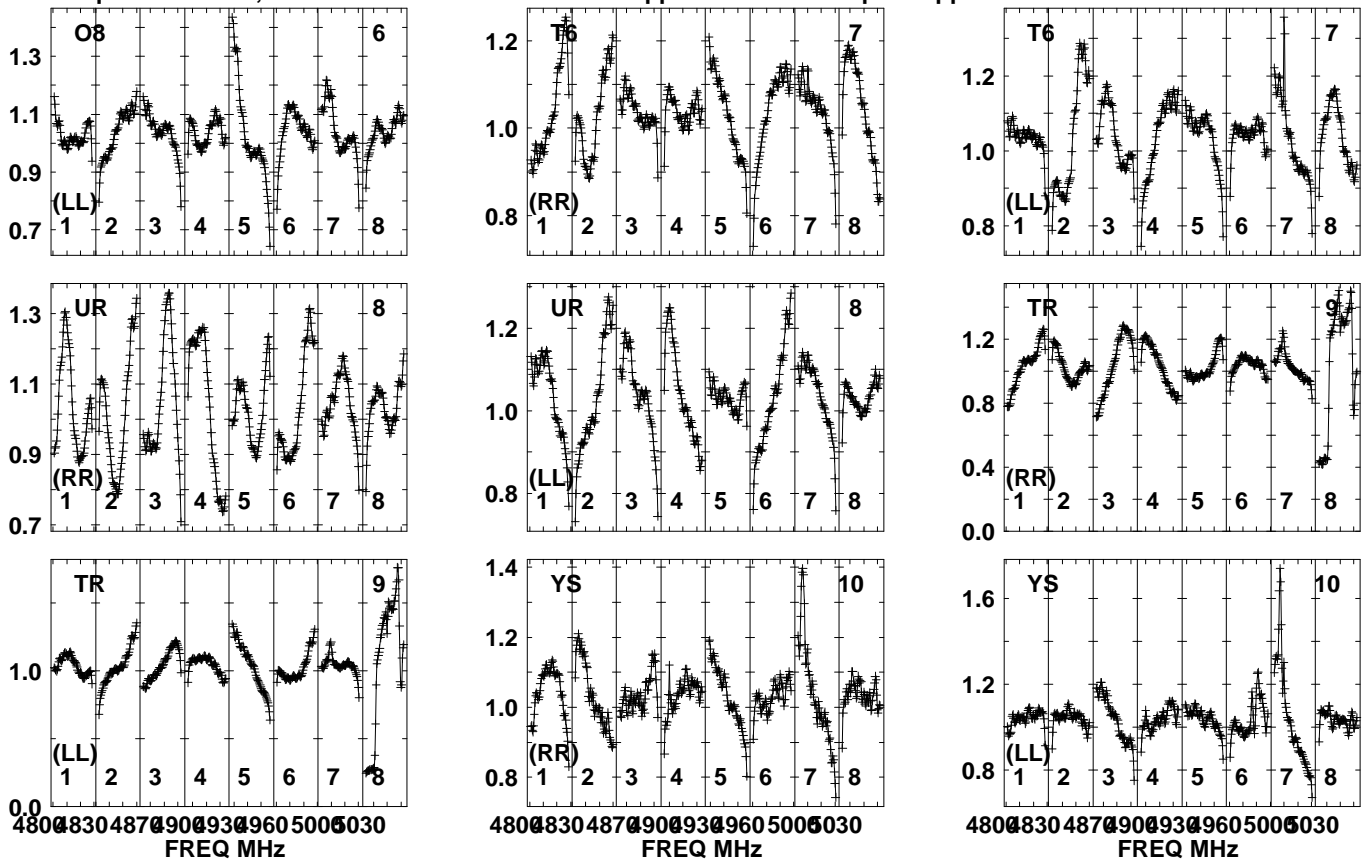 O8 6
1.3
1.1
0.9
0.7
(LL)
1 2 3 4 5 6 7 8
T6 7
1.2
1.0
0.8
(RR)
1 2 3 4 5 6 7 8
T6 7
1.2
1.0
0.8
(LL)
1 2 3 4 5 6 7 8
UR 8
1.3
1.1
0.9
0.7
(RR)
1 2 3 4 5 6 7 8
UR 8
1.2
1.0
0.8
(LL)
1 2 3 4 5 6 7 8
TR 9
1.2
0.8
0.4
0.0
(RR)
1 2 3 4 5 6 7 8
TR 9
1.0
0.0
(LL)
1 2 3 4 5 6 7 8
4800 4830 4870 4900 4930 4960 5000 5030
FREQ MHz
YS 10
1.4
1.2
1.0
0.8
(RR)
1 2 3 4 5 6 7 8
4800 4830 4870 4900 4930 4960 5000 5030
FREQ MHz
YS 10
1.6
1.2
0.8
(LL)
1 2 3 4 5 6 7 8
4800 4830 4870 4900 4930 4960 5000 5030
FREQ MHz